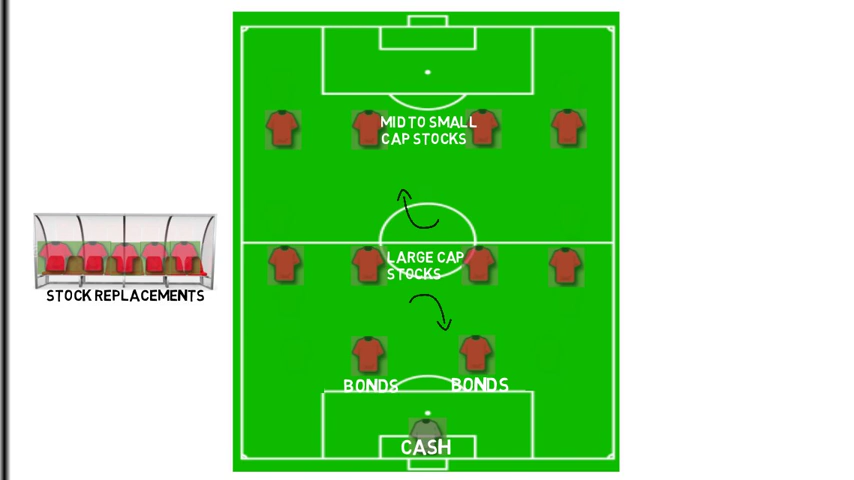 MID TO SMALL
CAP STOCKS
LARGE CAP
STOCKS
STOCK REPLACEMENTS
BONDS
BONDS
CASH